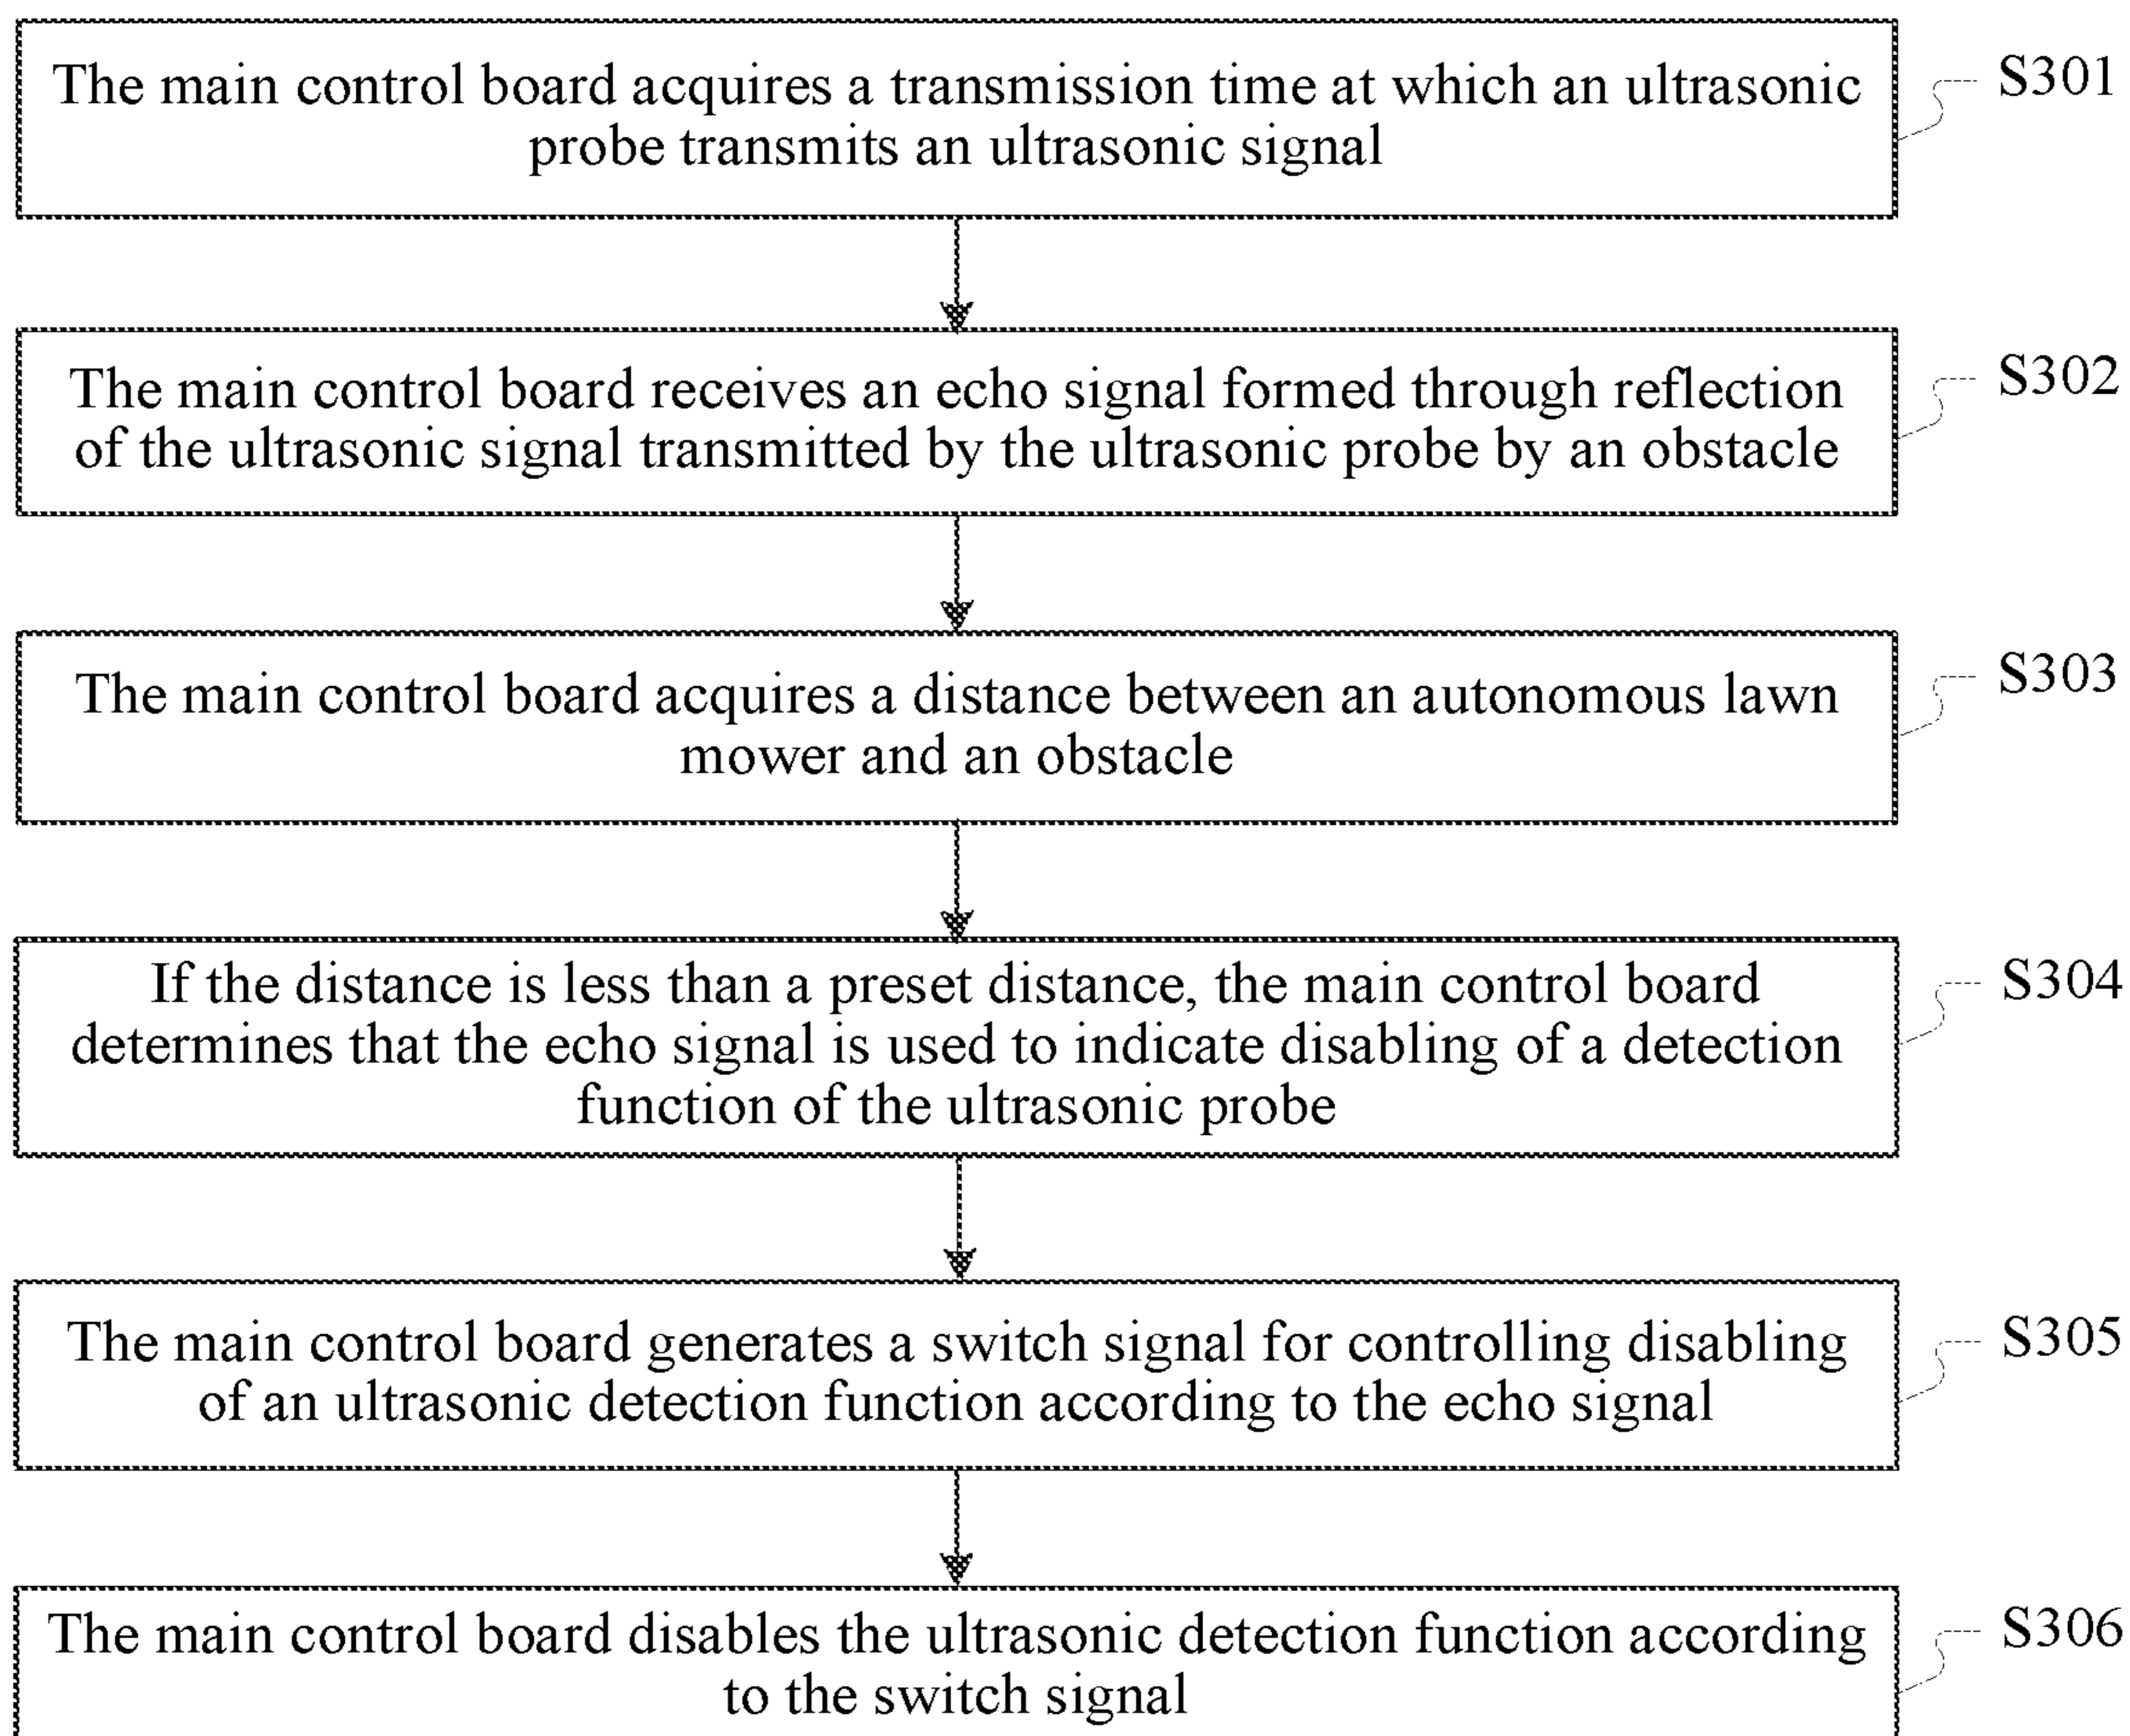 The main control board acquires a transmission time at which an ultrasonic
probe transmits an ultrasonic signal
S301
The main control board receives an echo signal formed through reflection
of the ultrasonic signal transmitted by the ultrasonic probe by an obstacle
S302
The main control board acquires a distance between an autonomous lawn
mower and an obstacle
S303
If the distance is less than a preset distance, the main control board
determines that the echo signal is used to indicate disabling of a detection
function of the ultrasonic probe
S304
The main control board generates a switch signal for controlling disabling
of an ultrasonic detection function according to the echo signal
S305
The main control board disables the ultrasonic detection function according
to the switch signal
S306